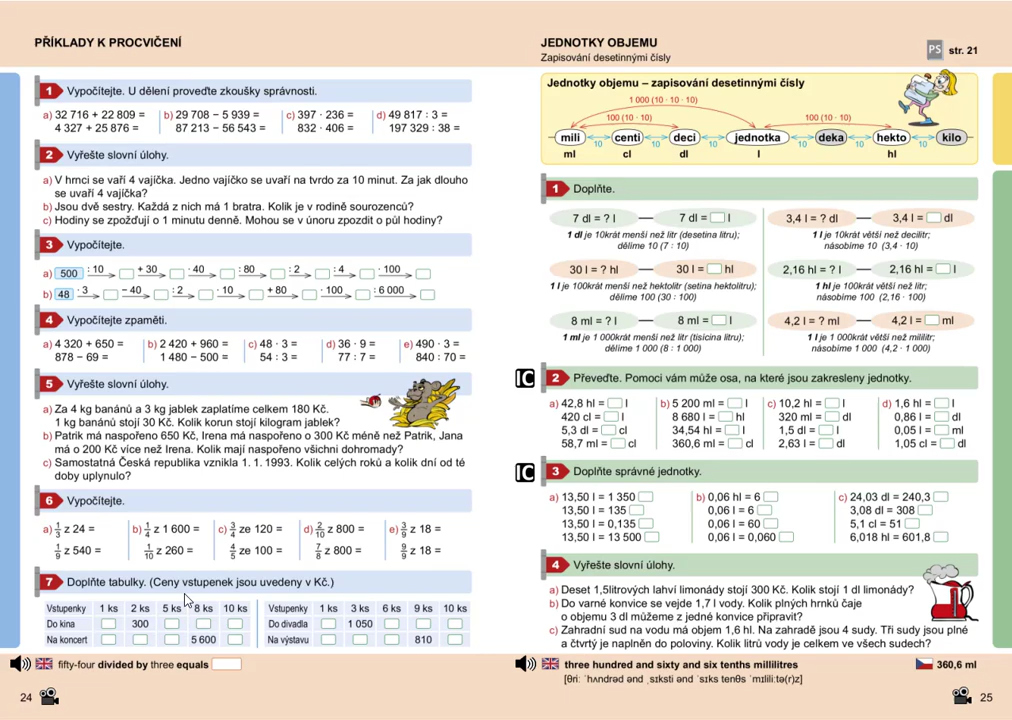 PŘÍKLADY K PROCVIČENÍ
1 Vypočítejte. U dělení proveďte zkoušky správnosti.
a) 32 716 + 22 809 = b) 29 708 − 5 939 = c) 397 · 236 = d) 49 817 : 3 =
4 327 + 25 876 = 87 213 − 56 543 = 832 · 406 = 197 329 : 38 =
2 Vyřešte slovní úlohy.
a) V hrnci se vaří 4 vajíčka. Jedno vajíčko se uvaří na tvrdo za 10 minut. Za jak dlouho
se uvaří 4 vajíčka?
b) Jsou dvě sestry. Každá z nich má 1 bratra. Kolik je v rodině sourozenců?
c) Hodiny se zpožďují o 1 minutu denně. Mohou se v únoru zpozdit o půl hodiny?
3 Vypočítejte.
a) 500 : 10 + 30 · 40 : 80 : 2 : 4 · 100
b) 48 · 3 − 40 : 2 · 10 + 80 · 100 : 6 000
4 Vypočítejte zpaměti.
a) 4 320 + 650 = b) 2 420 + 960 = c) 48 · 3 = d) 36 · 9 = e) 490 · 3 =
878 − 69 = 1 480 − 500 = 54 : 3 = 77 : 7 = 840 : 70 =
5 Vyřešte slovní úlohy.
a) Za 4 kg banánů a 3 kg jablek zaplatíme celkem 180 Kč.
1 kg banánů stojí 30 Kč. Kolik korun stojí kilogram jablek?
b) Patrik má naspořeno 650 Kč, Irena má naspořeno o 300 Kč méně než Patrik, Jana
má o 200 Kč více než Irena. Kolik mají naspořeno všichni dohromady?
c) Samostatná Česká republika vznikla 1. 1. 1993. Kolik celých roků a kolik dní od té
doby uplynulo?
6 Vypočítejte.
a) 1/3 z 24 = b) 1/4 z 1 600 = c) 3/4 ze 120 = d) 2/10 z 800 = e) 3/9 z 18 =
1/9 z 540 = 1/10 z 260 = 4/5 ze 100 = 7/8 z 800 = 9/9 z 18 =
7 Doplňte tabulky. (Ceny vstupenek jsou uvedeny v Kč.)
Vstupenky 1 ks 2 ks 5 ks 8 ks 10 ks Vstupenky 1 ks 3 ks 6 ks 9 ks 10 ks
Do kina 300 Do divadla 1 050
Na koncert 5 600 Na výstavu 810
fifty-four divided by three equals
24
JEDNOTKY OBJEMU
Zapisování desetinnými čísly
PS str. 21
Jednotky objemu – zapisování desetinnými čísly
1 000 (10 · 10 · 10)
100 (10 · 10) 100 (10 · 10)
mili centi deci jednotka deka hekto kilo
10 10 10 10 10 10
ml cl dl l hl
1 Doplňte.
7 dl = ? l 7 dl = l 3,4 l = ? dl 3,4 l = dl
1 dl je 10krát menší než litr (desetina litru); 1 l je 10krát větší než decilitr;
dělíme 10 (7 : 10) násobíme 10 (3,4 · 10)
30 l = ? hl 30 l = hl 2,16 hl = ? l 2,16 hl = l
1 l je 100krát menší než hektolitr (setina hektolitru); 1 hl je 100krát větší než litr;
dělíme 100 (30 : 100) násobíme 100 (2,16 · 100)
8 ml = ? l 8 ml = l 4,2 l = ? ml 4,2 l = ml
1 ml je 1 000krát menší než litr (tisícina litru); 1 l je 1 000krát větší než mililitr;
dělíme 1 000 (8 : 1 000) násobíme 1 000 (4,2 · 1 000)
IC 2 Převeďte. Pomoci vám může osa, na které jsou zakresleny jednotky.
a) 42,8 hl = l b) 5 200 ml = l c) 10,2 hl = l d) 1,6 hl = l
420 cl = l 8 680 l = hl 320 ml = dl 0,86 l = dl
5,3 dl = cl 34,54 hl = l 1,5 dl = l 0,05 l = ml
58,7 ml = cl 360,6 ml = cl 2,63 l = dl 1,05 cl = dl
IC 3 Doplňte správné jednotky.
a) 13,50 l = 1 350 b) 0,06 hl = 6 c) 24,03 dl = 240,3
13,50 l = 135 0,06 l = 6 3,08 dl = 308
13,50 l = 0,135 0,06 l = 60 5,1 cl = 51
13,50 l = 13 500 0,06 l = 0,060 6,018 hl = 601,8
4 Vyřešte slovní úlohy.
a) Deset 1,5litrových lahví limonády stojí 300 Kč. Kolik stojí 1 dl limonády?
b) Do varné konvice se vejde 1,7 l vody. Kolik plných hrnků čaje
o objemu 3 dl můžeme z jedné konvice připravit?
c) Zahradní sud na vodu má objem 1,6 hl. Na zahradě jsou 4 sudy. Tři sudy jsou plné
a čtvrtý je naplněn do poloviny. Kolik litrů vody je celkem ve všech sudech?
three hundred and sixty and six tenths millilitres 360,6 ml
[θriː ˈhʌndrəd ənd ˌsɪksti ənd ˈsɪks tenθs ˈmɪliliːtə(r)z]
25